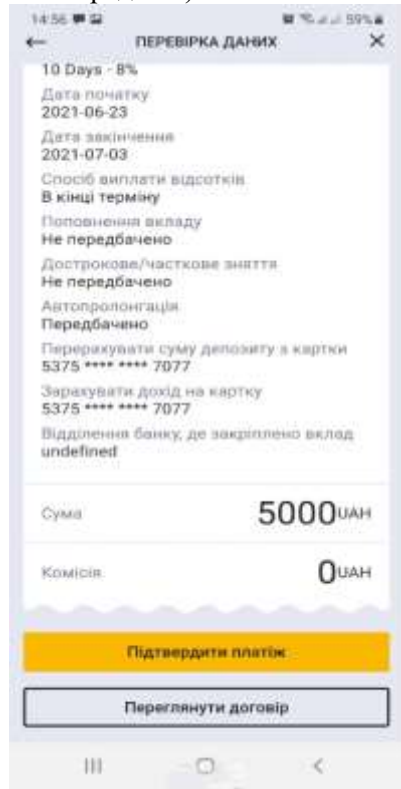 14:56
59%
ПЕРЕВІРКА ДАНИХ
10 Days - 8%
Дата початку
2021-06-23
Дата закінчення
2021-07-03
Спосіб виплати відсотків
В кінці терміну
Поповнення вкладу
Не передбачено
Дострокове/часткове зняття
Не передбачено
Автопролонгація
Передбачено
Перерахувати суму депозиту з картки
5375 **** **** 7077
Зарахувати дохід на картку
5375 **** **** 7077
Відділення банку, де закріплено вклад
undefined
Сума 5000UAH
Комісія 0UAH
Підтвердити платіж
Переглянути договір